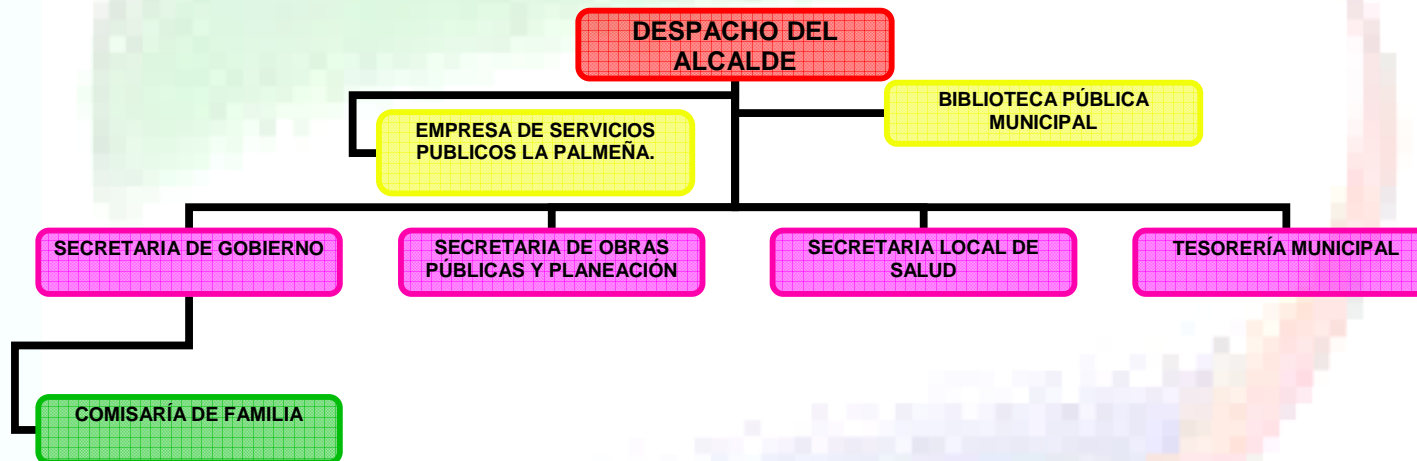 DESPACHO DEL
ALCALDE
BIBLIOTECA PÚBLICA
MUNICIPAL
EMPRESA DE SERVICIOS
PUBLICOS LA PALMEÑA.
SECRETARIA DE GOBIERNO
SECRETARIA DE OBRAS
PÚBLICAS Y PLANEACIÓN
SECRETARIA LOCAL DE
SALUD
TESORERÍA MUNICIPAL
COMISARÍA DE FAMILIA